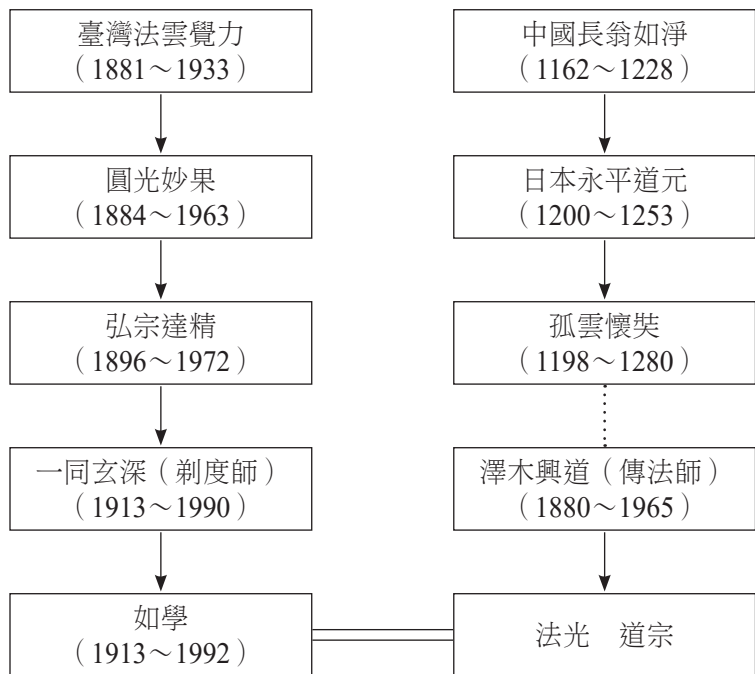 臺灣法雲覺力
（1881～1933）
圓光妙果
（1884～1963）
弘宗達精
（1896～1972）
一同玄深（剃度師）
（1913～1990）
如學
（1913～1992）
中國長翁如淨
（1162～1228）
日本永平道元
（1200～1253）
孤雲懷奘
（1198～1280）
澤木興道（傳法師）
（1880～1965）
法光　道宗